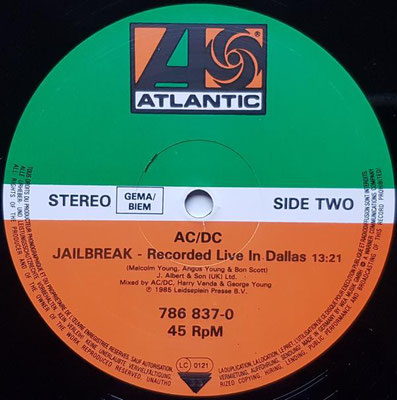 ATLANTIC
STEREO
GEMA/
BIEM
SIDE TWO
AC/DC
JAILBREAK - Recorded Live In Dallas 13:21
(Malcolm Young, Angus Young & Bon Scott)
J. Albert & Son (UK) Ltd.
Mixed by AC/DC, Harry Vanda & George Young
℗ 1985 Leidseplein Presse B.V.
786 837-0
45 RpM
LC 0121